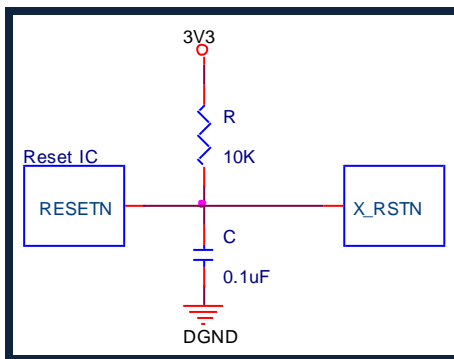 3V3
R
10K
Reset IC
RESETN
X_RSTN
C
0.1uF
DGND